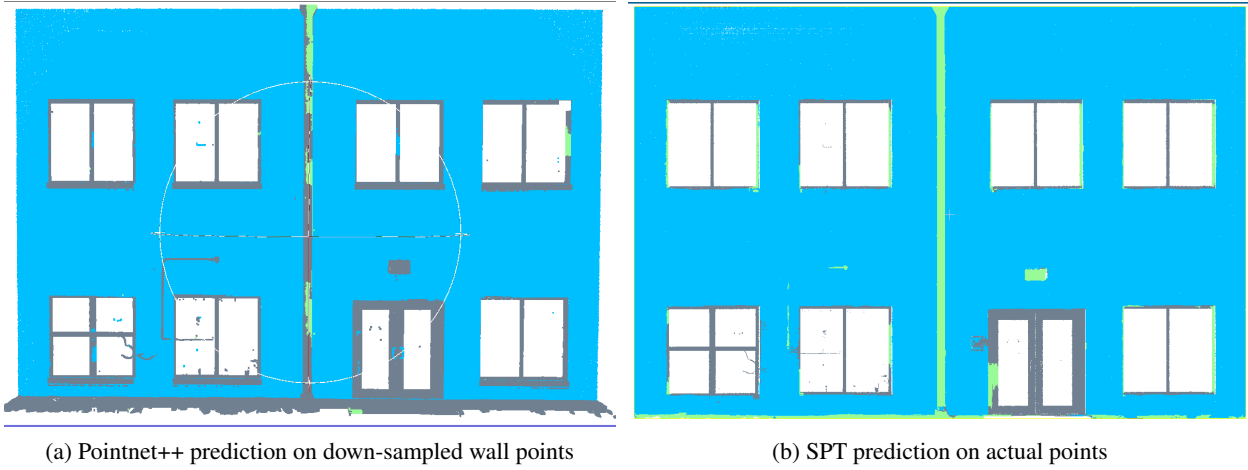 (a) Pointnet++ prediction on down-sampled wall points
(b) SPT prediction on actual points